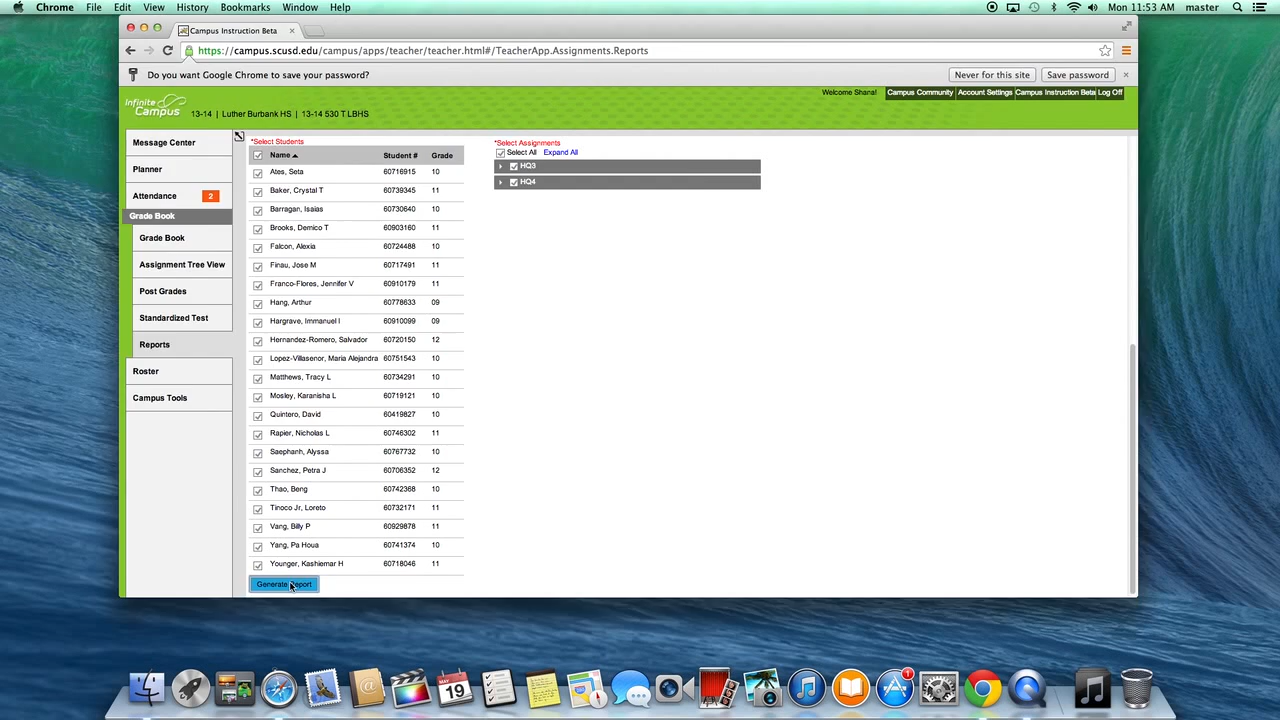 Chrome File Edit View History Bookmarks Window Help Mon 11:53 AM master
Campus Instruction Beta
https://campus.scusd.edu/campus/apps/teacher/teacher.html#/TeacherApp.Assignments.Reports
Do you want Google Chrome to save your password? Never for this site Save password
Infinite Campus
Welcome Shana! Campus Community Account Settings Campus Instruction Beta Log Off
13-14 | Luther Burbank HS | 13-14 530 T LBHS
Message Center
Planner
Attendance 2
Grade Book
Grade Book
Assignment Tree View
Post Grades
Standardized Test
Reports
Roster
Campus Tools
*Select Students
Name Student # Grade
Ates, Seta 60716915 10
Baker, Crystal T 60739345 11
Barragan, Isaias 60730640 10
Brooks, Demico T 60903160 11
Falcon, Alexia 60724488 10
Finau, Jose M 60717491 11
Franco-Flores, Jennifer V 60910179 11
Hang, Arthur 60778633 09
Hargrave, Immanuel I 60910099 09
Hernandez-Romero, Salvador 60720150 12
Lopez-Villasenor, Maria Alejandra 60751543 10
Matthews, Tracy L 60734291 10
Mosley, Karanisha L 60719121 10
Quintero, David 60419827 10
Rapier, Nicholas L 60746302 11
Saephanh, Alyssa 60767732 10
Sanchez, Petra J 60706352 12
Thao, Beng 60742368 10
Tinoco Jr, Loreto 60732171 11
Vang, Billy P 60929878 11
Yang, Pa Houa 60741374 10
Younger, Kashiemar H 60718046 11
Generate Report
*Select Assignments
Select All Expand All
HQ3
HQ4
MAY
19
1